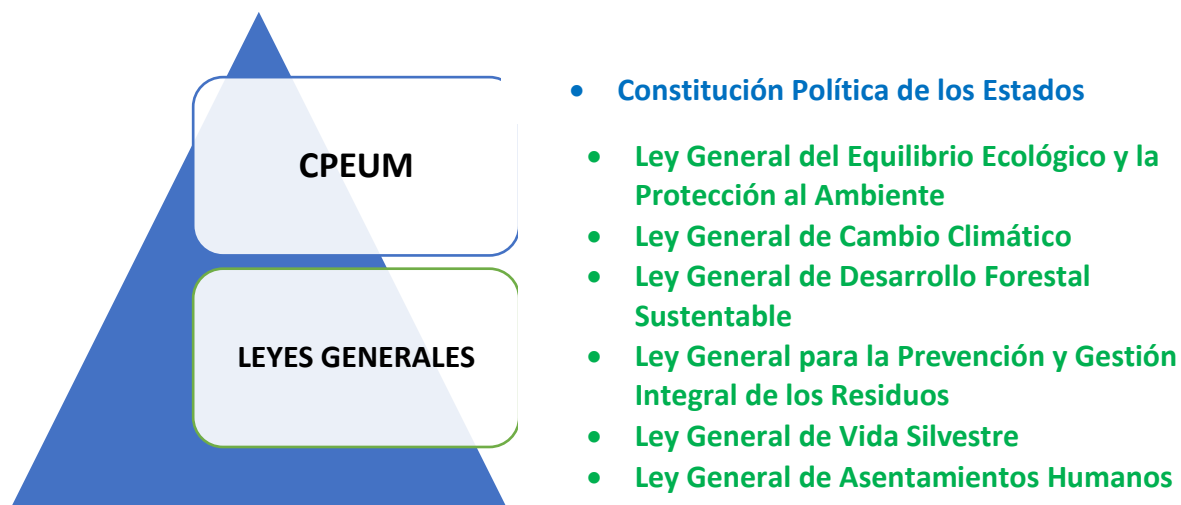 CPEUM
• Constitución Política de los Estados
• Ley General del Equilibrio Ecológico y la
Protección al Ambiente
• Ley General de Cambio Climático
• Ley General de Desarrollo Forestal
Sustentable
LEYES GENERALES
• Ley General para la Prevención y Gestión
Integral de los Residuos
• Ley General de Vida Silvestre
• Ley General de Asentamientos Humanos